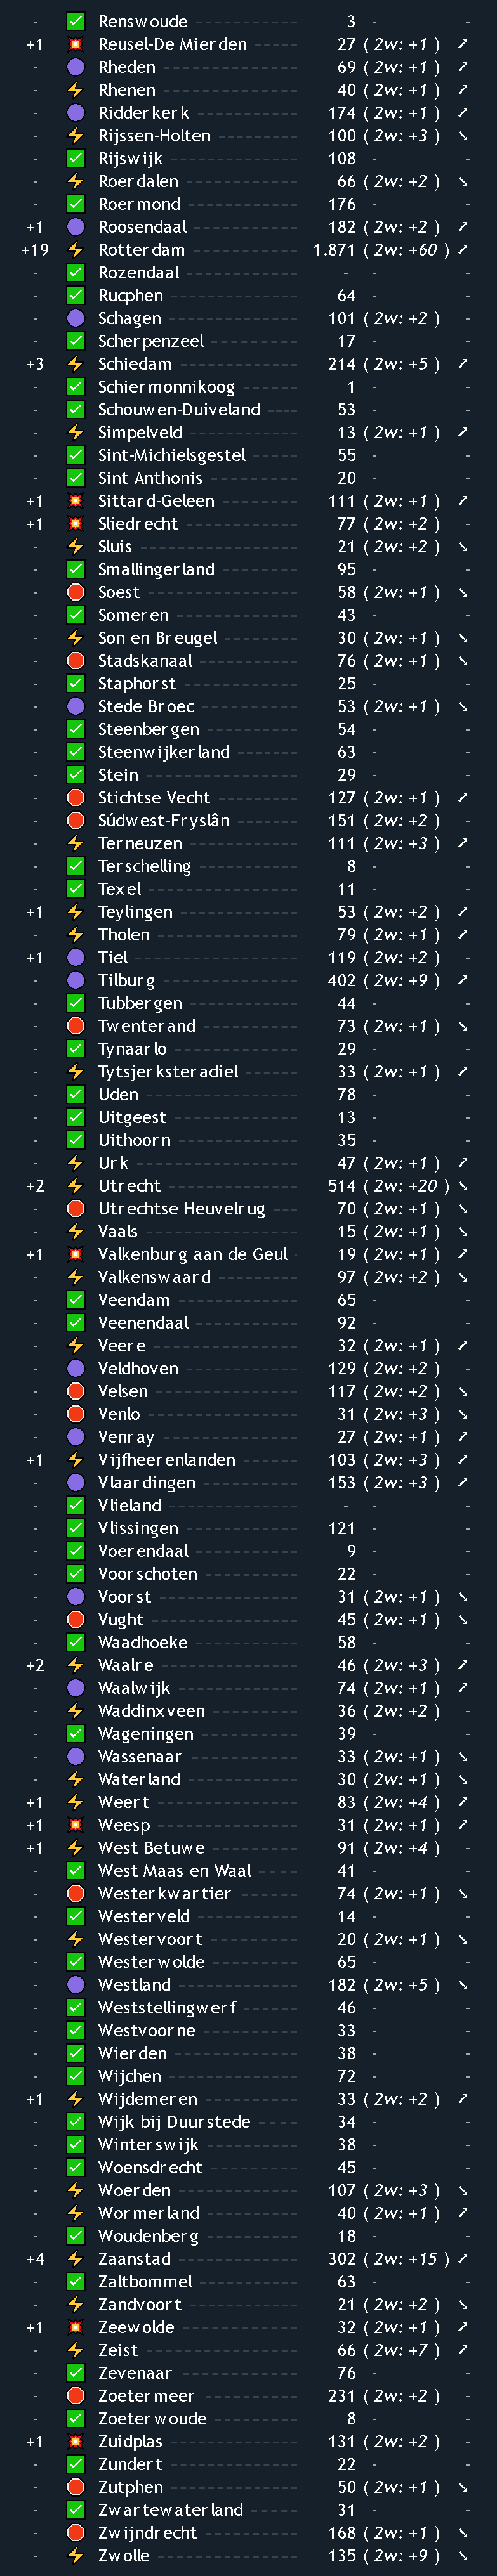 - Renswoude 3 - -
+1 Reusel-De Mierden 27 ( 2w: +1 ) ↗
- Rheden 69 ( 2w: +1 ) ↗
- Rhenen 40 ( 2w: +1 ) ↗
- Ridderkerk 174 ( 2w: +1 ) ↗
- Rijssen-Holten 100 ( 2w: +3 ) ↘
- Rijswijk 108 - -
- Roerdalen 66 ( 2w: +2 ) ↘
- Roermond 176 - -
+1 Roosendaal 182 ( 2w: +2 ) ↗
+19 Rotterdam 1.871 ( 2w: +60 ) ↗
- Rozendaal - - -
- Rucphen 64 - -
- Schagen 101 ( 2w: +2 ) -
- Scherpenzeel 17 - -
+3 Schiedam 214 ( 2w: +5 ) ↗
- Schiermonnikoog 1 - -
- Schouwen-Duiveland 53 - -
- Simpelveld 13 ( 2w: +1 ) ↗
- Sint-Michielsgestel 55 - -
- Sint Anthonis 20 - -
+1 Sittard-Geleen 111 ( 2w: +1 ) ↗
+1 Sliedrecht 77 ( 2w: +2 ) -
- Sluis 21 ( 2w: +2 ) ↘
- Smallingerland 95 - -
- Soest 58 ( 2w: +1 ) ↘
- Someren 43 - -
- Son en Breugel 30 ( 2w: +1 ) ↘
- Stadskanaal 76 ( 2w: +1 ) ↘
- Staphorst 25 - -
- Stede Broec 53 ( 2w: +1 ) ↘
- Steenbergen 54 - -
- Steenwijkerland 63 - -
- Stein 29 - -
- Stichtse Vecht 127 ( 2w: +1 ) ↗
- Súdwest-Fryslân 151 ( 2w: +2 ) -
- Terneuzen 111 ( 2w: +3 ) ↗
- Terschelling 8 - -
- Texel 11 - -
+1 Teylingen 53 ( 2w: +2 ) ↗
- Tholen 79 ( 2w: +1 ) ↗
+1 Tiel 119 ( 2w: +2 ) -
- Tilburg 402 ( 2w: +9 ) ↗
- Tubbergen 44 - -
- Twenterand 73 ( 2w: +1 ) ↘
- Tynaarlo 29 - -
- Tytsjerksteradiel 33 ( 2w: +1 ) ↗
- Uden 78 - -
- Uitgeest 13 - -
- Uithoorn 35 - -
- Urk 47 ( 2w: +1 ) ↗
+2 Utrecht 514 ( 2w: +20 ) ↘
- Utrechtse Heuvelrug 70 ( 2w: +1 ) ↘
- Vaals 15 ( 2w: +1 ) ↘
+1 Valkenburg aan de Geul 19 ( 2w: +1 ) ↗
- Valkenswaard 97 ( 2w: +2 ) ↘
- Veendam 65 - -
- Veenendaal 92 - -
- Veere 32 ( 2w: +1 ) ↗
- Veldhoven 129 ( 2w: +2 ) -
- Velsen 117 ( 2w: +2 ) ↘
- Venlo 31 ( 2w: +3 ) ↘
- Venray 27 ( 2w: +1 ) ↗
+1 Vijfheerenlanden 103 ( 2w: +3 ) ↗
- Vlaardingen 153 ( 2w: +3 ) ↗
- Vlieland - - -
- Vlissingen 121 - -
- Voerendaal 9 - -
- Voorschoten 22 - -
- Voorst 31 ( 2w: +1 ) ↘
- Vught 45 ( 2w: +1 ) ↘
- Waadhoeke 58 - -
+2 Waalre 46 ( 2w: +3 ) ↗
- Waalwijk 74 ( 2w: +1 ) ↗
- Waddinxveen 36 ( 2w: +2 ) -
- Wageningen 39 - -
- Wassenaar 33 ( 2w: +1 ) ↘
- Waterland 30 ( 2w: +1 ) ↘
+1 Weert 83 ( 2w: +4 ) ↗
+1 Weesp 31 ( 2w: +1 ) ↗
+1 West Betuwe 91 ( 2w: +4 ) -
- West Maas en Waal 41 - -
- Westerkwartier 74 ( 2w: +1 ) ↘
- Westerveld 14 - -
- Westervoort 20 ( 2w: +1 ) ↘
- Westerwolde 65 - -
- Westland 182 ( 2w: +5 ) ↘
- Weststellingwerf 46 - -
- Westvoorne 33 - -
- Wierden 38 - -
- Wijchen 72 - -
+1 Wijdemeren 33 ( 2w: +2 ) ↗
- Wijk bij Duurstede 34 - -
- Winterswijk 38 - -
- Woensdrecht 45 - -
- Woerden 107 ( 2w: +3 ) ↘
- Wormerland 40 ( 2w: +1 ) ↗
- Woudenberg 18 - -
+4 Zaanstad 302 ( 2w: +15 ) ↗
- Zaltbommel 63 - -
- Zandvoort 21 ( 2w: +2 ) ↘
+1 Zeewolde 32 ( 2w: +1 ) ↗
- Zeist 66 ( 2w: +7 ) ↗
- Zevenaar 76 - -
- Zoetermeer 231 ( 2w: +2 ) -
- Zoeterwoude 8 - -
+1 Zuidplas 131 ( 2w: +2 ) -
- Zundert 22 - -
- Zutphen 50 ( 2w: +1 ) ↘
- Zwartewaterland 31 - -
- Zwijndrecht 168 ( 2w: +1 ) ↘
- Zwolle 135 ( 2w: +9 ) ↘